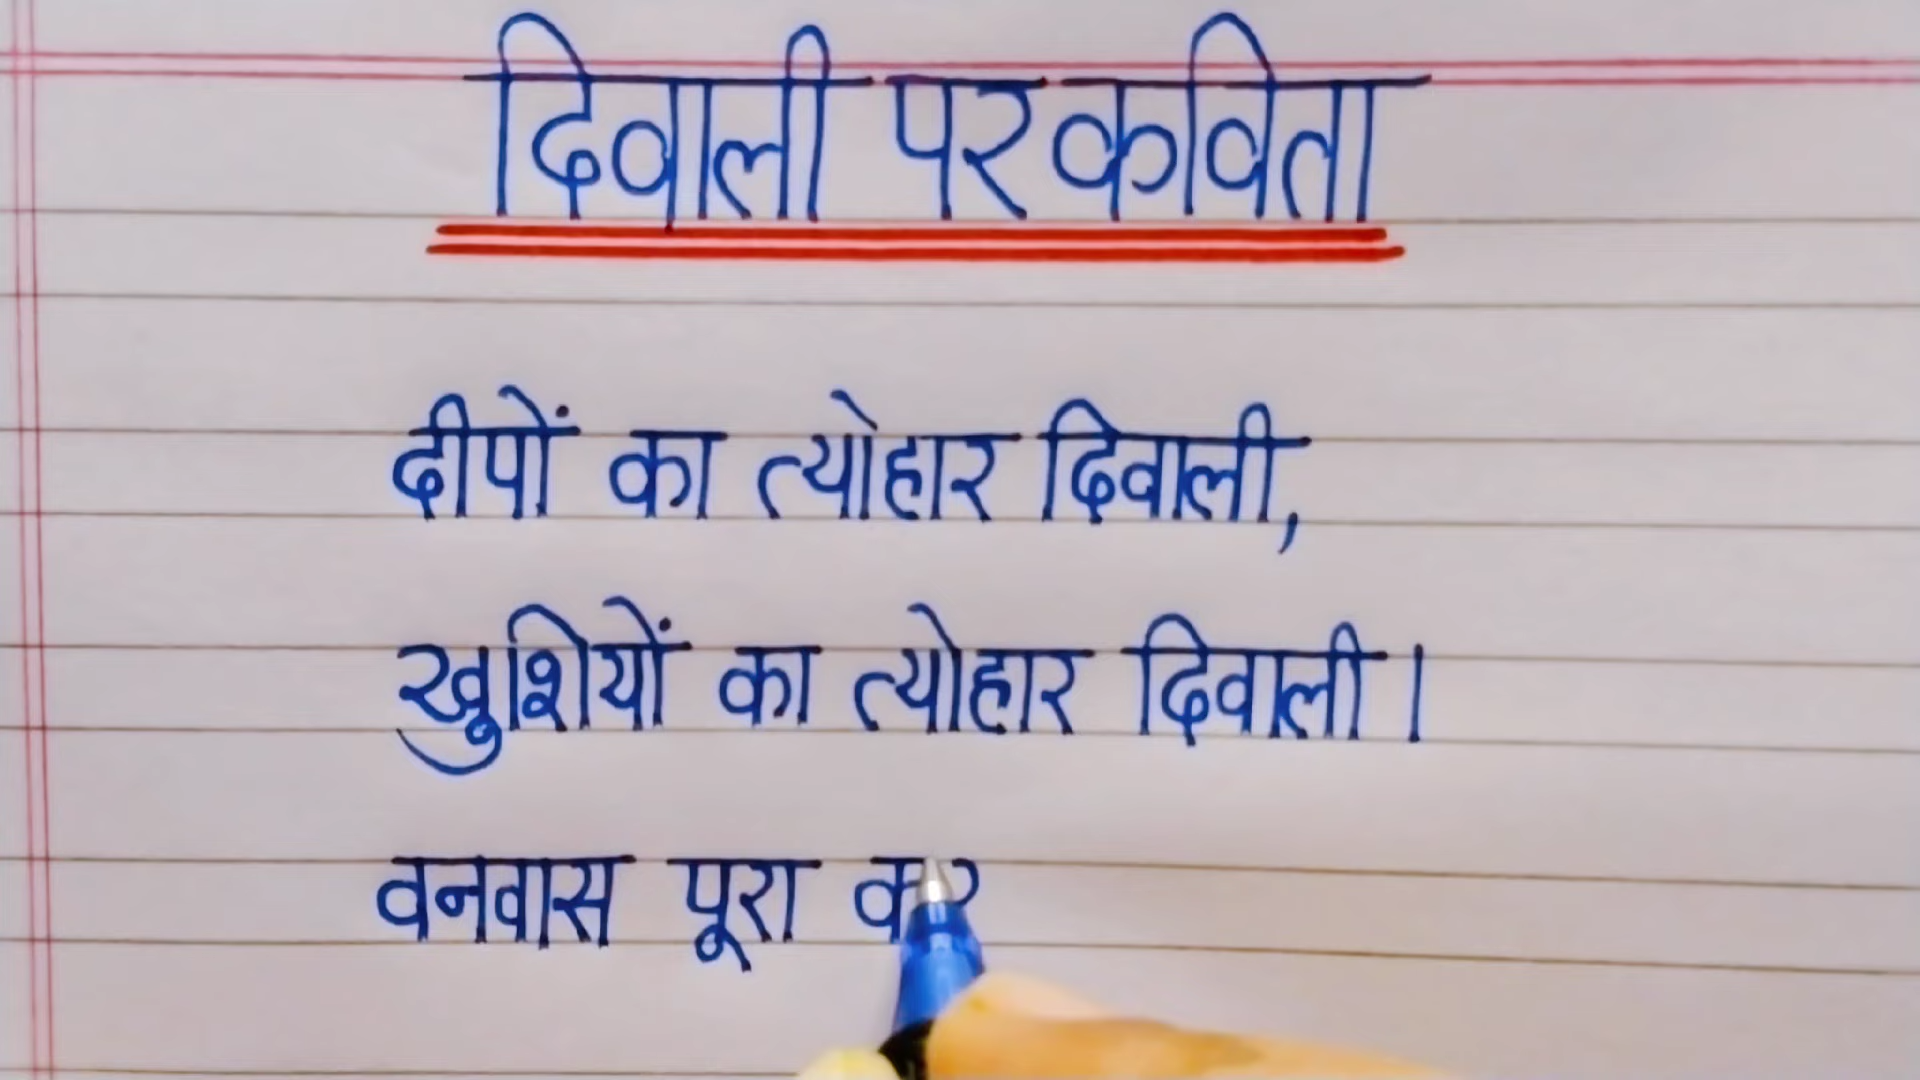 दिवाली पर कविता
दीपों का त्योहार दिवाली,
खुशियों का त्योहार दिवाली।
वनवास पूरा